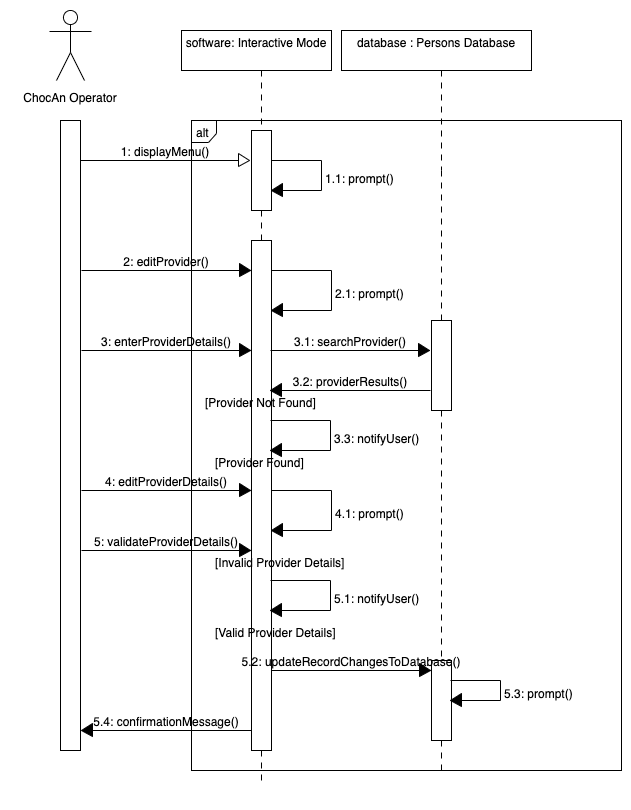 software: Interactive Mode
database : Persons Database
ChocAn Operator
alt
1: displayMenu()
1.1: prompt()
2: editProvider()
2.1: prompt()
3: enterProviderDetails()
3.1: searchProvider()
3.2: providerResults()
[Provider Not Found]
3.3: notifyUser()
[Provider Found]
4: editProviderDetails()
4.1: prompt()
5: validateProviderDetails()
[Invalid Provider Details]
5.1: notifyUser()
[Valid Provider Details]
5.2: updateRecordChangesToDatabase()
5.3: prompt()
5.4: confirmationMessage()